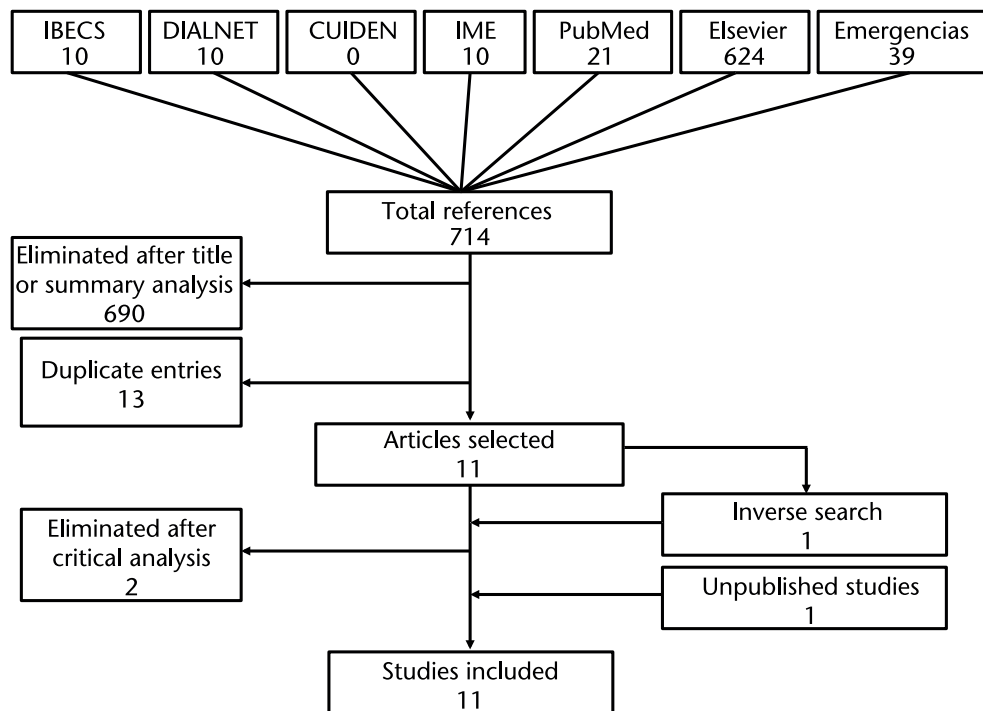 IBECS
10
DIALNET
10
CUIDEN
0
IME
10
PubMed
21
Elsevier
624
Emergencias
39
Total references
714
Eliminated after title
or summary analysis
690
Duplicate entries
13
Articles selected
11
Inverse search
1
Eliminated after
critical analysis
2
Unpublished studies
1
Studies included
11